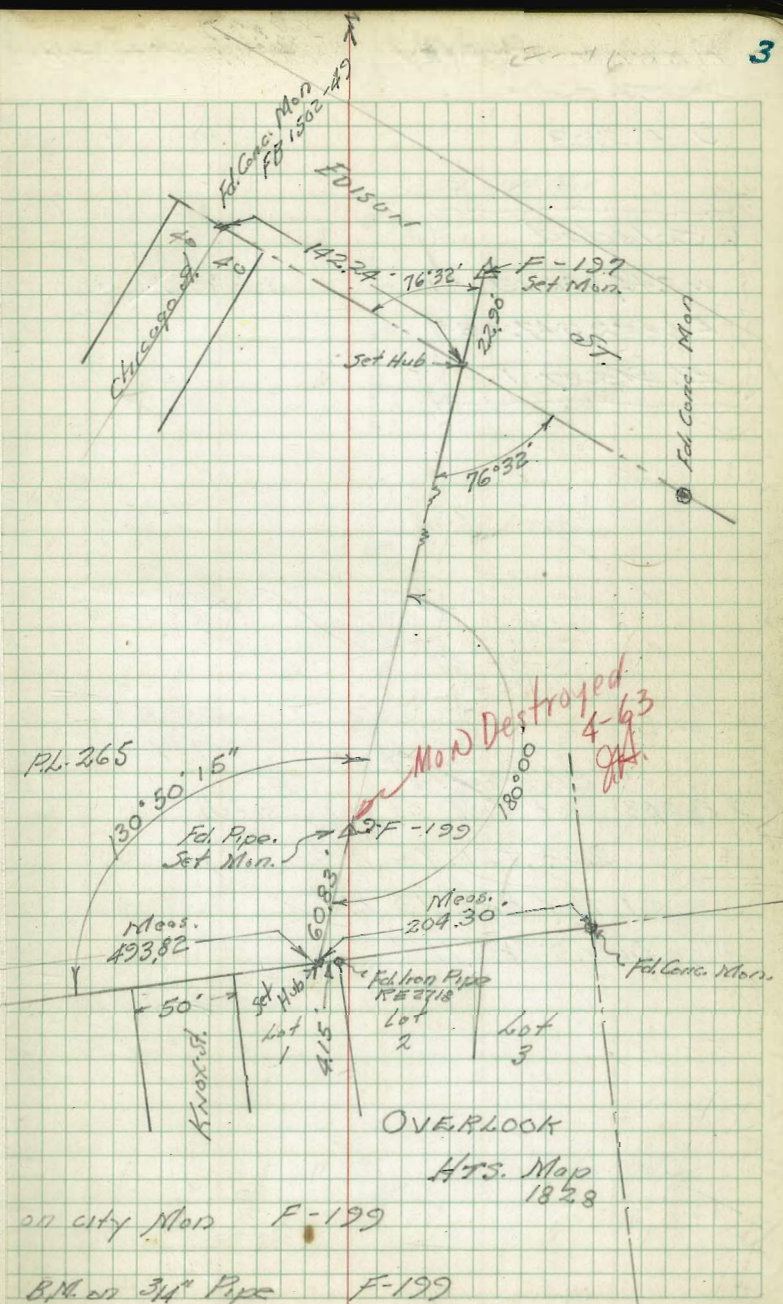 3
Fd. Conc. Mon
FB 1502-49
EDISON
ST.
40
40
Chicago St.
142.24
76°32'
F-197
Set Mon.
22.90'
Set Hub
Fd. Conc. Mon
76°32'
Mon Destroyed
4-63
P.L. 265
130°50'15"
180°00
Fd. Pipe.
Set Mon.
F-199
60.83'
Meas.
493.82
Meas.
204.30
Fd. Conc. Mon.
Set
Hub
Fd. Iron Pipe
RE 2718
50'
Knox St.
Lot
1
4.15'
Lot
2
Lot
3
OVERLOOK
HTS. Map
1828
on city Mon F-199
B.M. on 3/4" Pipe F-199